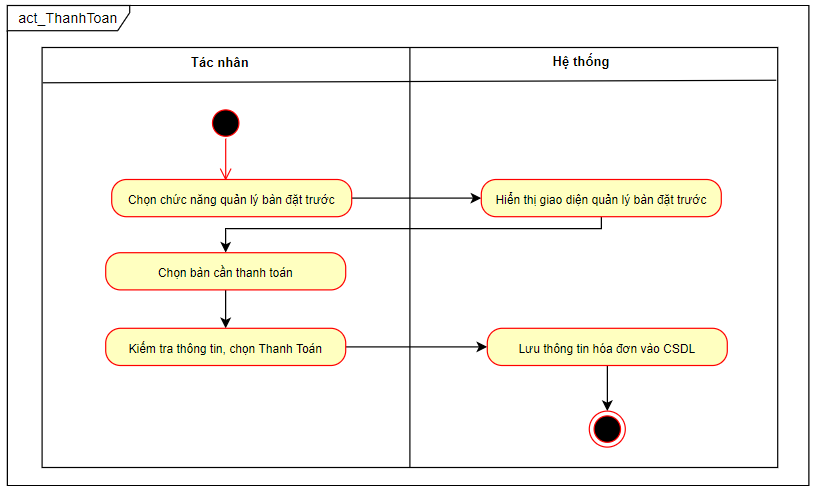 act_ThanhToan
Tác nhân
Hệ thống
Chọn chức năng quản lý bàn đặt trước
Hiển thị giao diện quản lý bàn đặt trước
Chọn bàn cần thanh toán
Kiểm tra thông tin, chọn Thanh Toán
Lưu thông tin hóa đơn vào CSDL